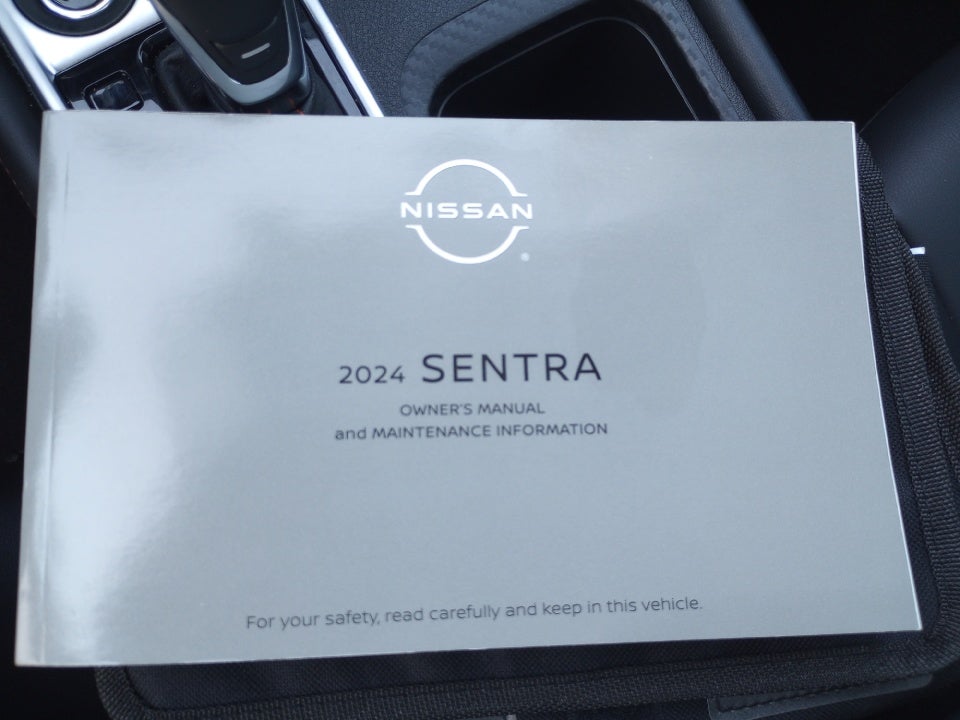 NISSAN
2024 SENTRA
OWNER'S MANUAL
and MAINTENANCE INFORMATION
For your safety, read carefully and keep in this vehicle.